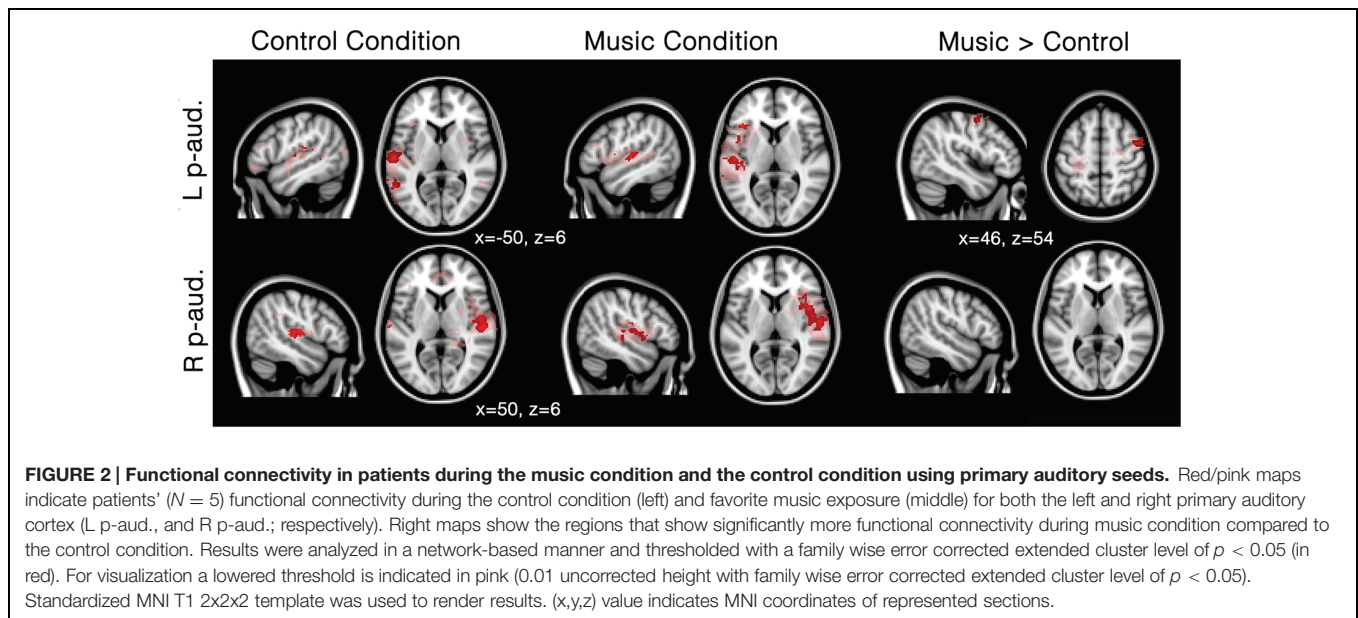 Control Condition
Music Condition
Music > Control
L p-aud.
x=-50, z=6
x=46, z=54
R p-aud.
x=50, z=6
FIGURE 2 | Functional connectivity in patients during the music condition and the control condition using primary auditory seeds. Red/pink maps
indicate patients’ (N = 5) functional connectivity during the control condition (left) and favorite music exposure (middle) for both the left and right primary auditory
cortex (L p-aud., and R p-aud.; respectively). Right maps show the regions that show significantly more functional connectivity during music condition compared to
the control condition. Results were analyzed in a network-based manner and thresholded with a family wise error corrected extended cluster level of p < 0.05 (in
red). For visualization a lowered threshold is indicated in pink (0.01 uncorrected height with family wise error corrected extended cluster level of p < 0.05).
Standardized MNI T1 2x2x2 template was used to render results. (x,y,z) value indicates MNI coordinates of represented sections.